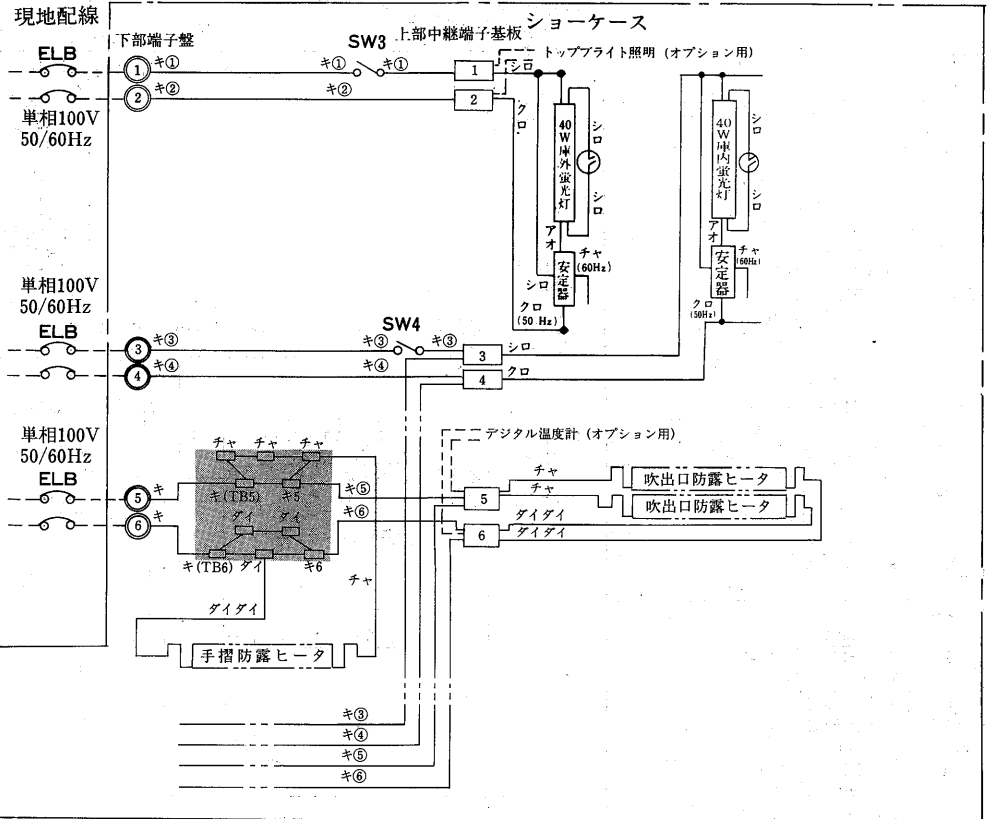 現地配線
ショーケース
ELB
下部端子盤
SW3
上部中継端子基板
トップブライト照明 (オプション用)
1
キ①
キ①
キ①
1
シロ
2
キ②
キ②
2
クロ
単相100V
50/60Hz
40W庫外蛍光灯
シロ
シロ
アオ
チャ
(60Hz)
安定器
シロ
クロ
(50 Hz)
40W庫内蛍光灯
シロ
シロ
アオ
チャ
(60Hz)
安定器
クロ
(50Hz)
単相100V
50/60Hz
ELB
SW4
3
キ③
キ③
キ③
3
シロ
4
キ④
キ④
4
クロ
単相100V
50/60Hz
ELB
チャ
チャ
チャ
デジタル温度計 (オプション用)
5
キ
キ(TB5)
キ5
キ⑤
5
チャ
チャ
吹出口防露ヒータ
吹出口防露ヒータ
6
キ
ダイ
ダイ
キ⑥
6
ダイダイ
ダイダイ
キ(TB6)
ダイ
キ6
チャ
ダイダイ
手摺防露ヒータ
キ③
キ④
キ⑤
キ⑥